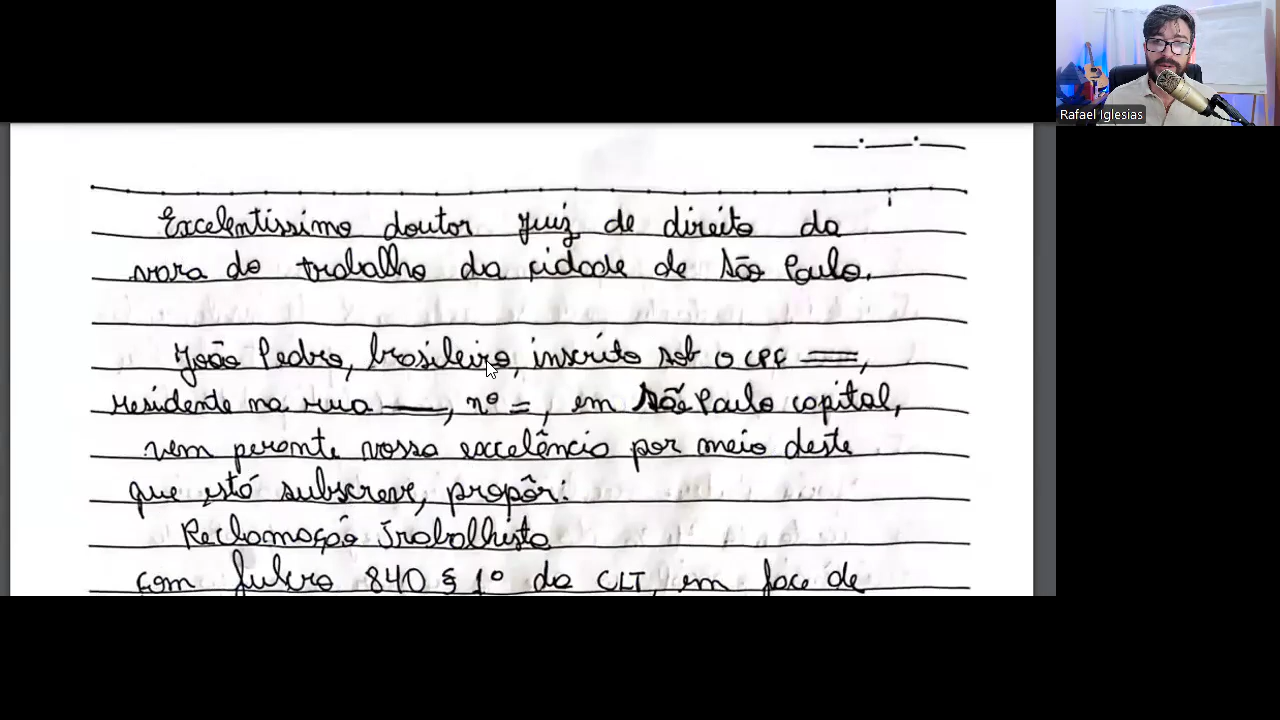 Rafael Iglesias
Excelentíssimo doutor juiz de direito da
vara do trabalho da cidade de São Paulo.
João Pedro, brasileiro, inscrito sob o CPF ,
residente na rua , nº , em São Paulo capital,
vem perante vossa excelência por meio deste
que está subscreve, propôr:
Reclamação Trabalhista
com fulcro 840 § 1º da CLT, em face de